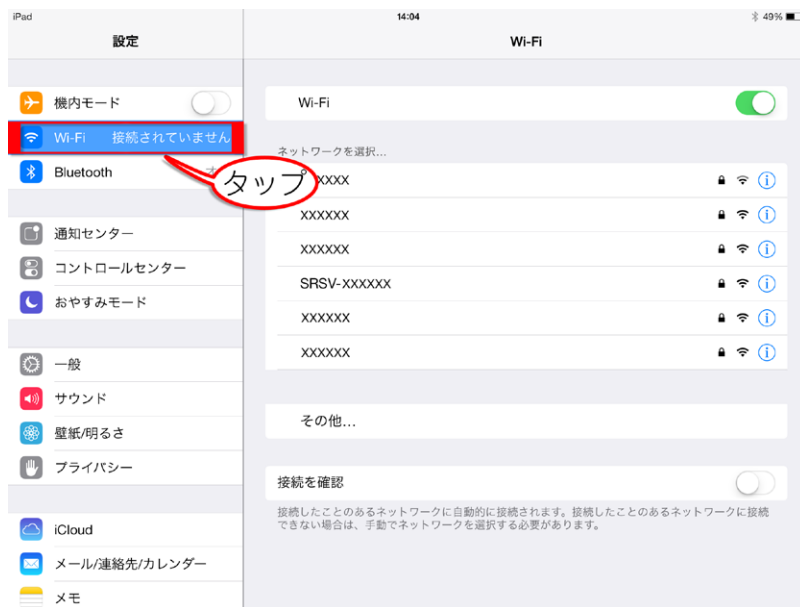 iPad
14:04
49%
設定
Wi-Fi
機内モード
Wi-Fi 接続されていません
Bluetooth
タップ
通知センター
コントロールセンター
おやすみモード
一般
サウンド
壁紙/明るさ
プライバシー
iCloud
メール/連絡先/カレンダー
メモ
Wi-Fi
ネットワークを選択...
XXXX
XXXXXX
XXXXXX
SRSV-XXXXXX
XXXXXX
XXXXXX
その他...
接続を確認
接続したことのあるネットワークに自動的に接続されます。接続したことのあるネットワークに接続
できない場合は、手動でネットワークを選択する必要があります。